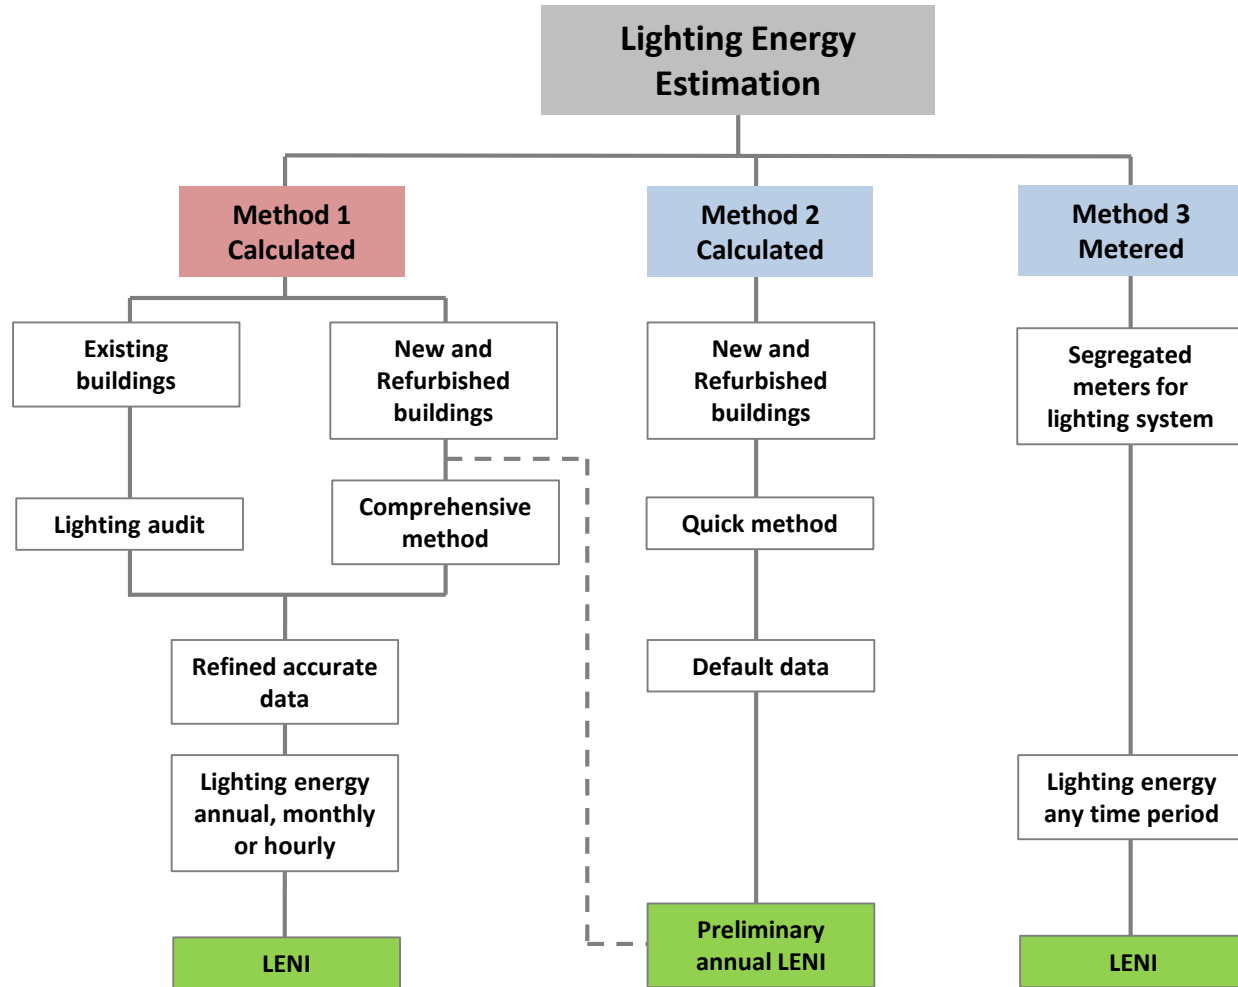 Lighting Energy
Estimation
Method 1
Calculated
Method 2
Calculated
Method 3
Metered
Existing
buildings
New and
Refurbished
buildings
New and
Refurbished
buildings
Segregated
meters for
lighting system
Lighting audit
Comprehensive
method
Quick method
Refined accurate
data
Default data
Lighting energy
annual, monthly
or hourly
Lighting energy
any time period
LENI
Preliminary
annual LENI
LENI